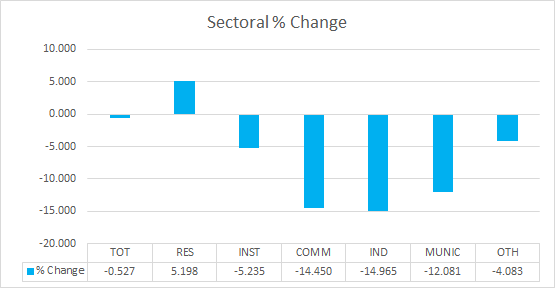 Sectoral % Change
10.000
5.000
0.000
-5.000
-10.000
-15.000
-20.000
TOT RES INST COMM IND MUNIC OTH
% Change -0.527 5.198 -5.235 -14.450 -14.965 -12.081 -4.083